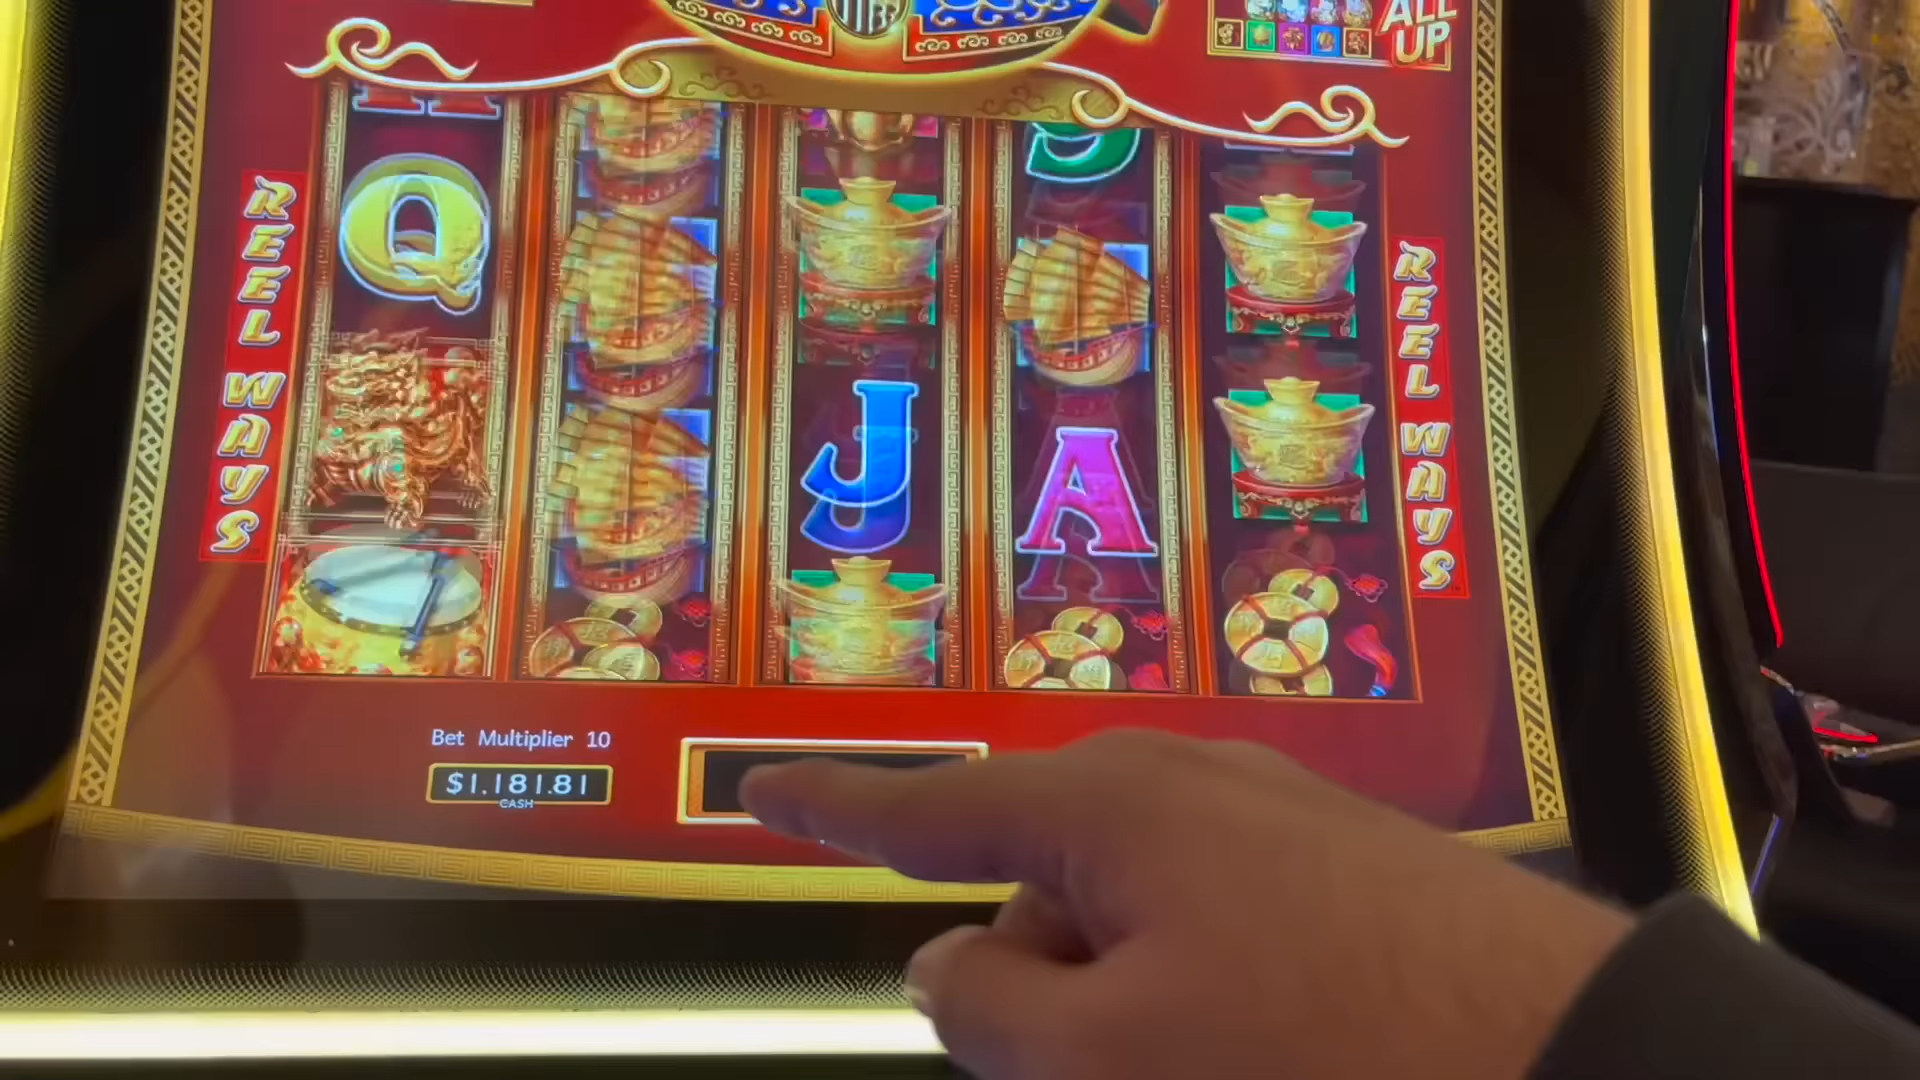 ALL
UP
REEL WAYS
REEL WAYS
Q
J
A
Bet Multiplier 10
$1,181.81
CASH